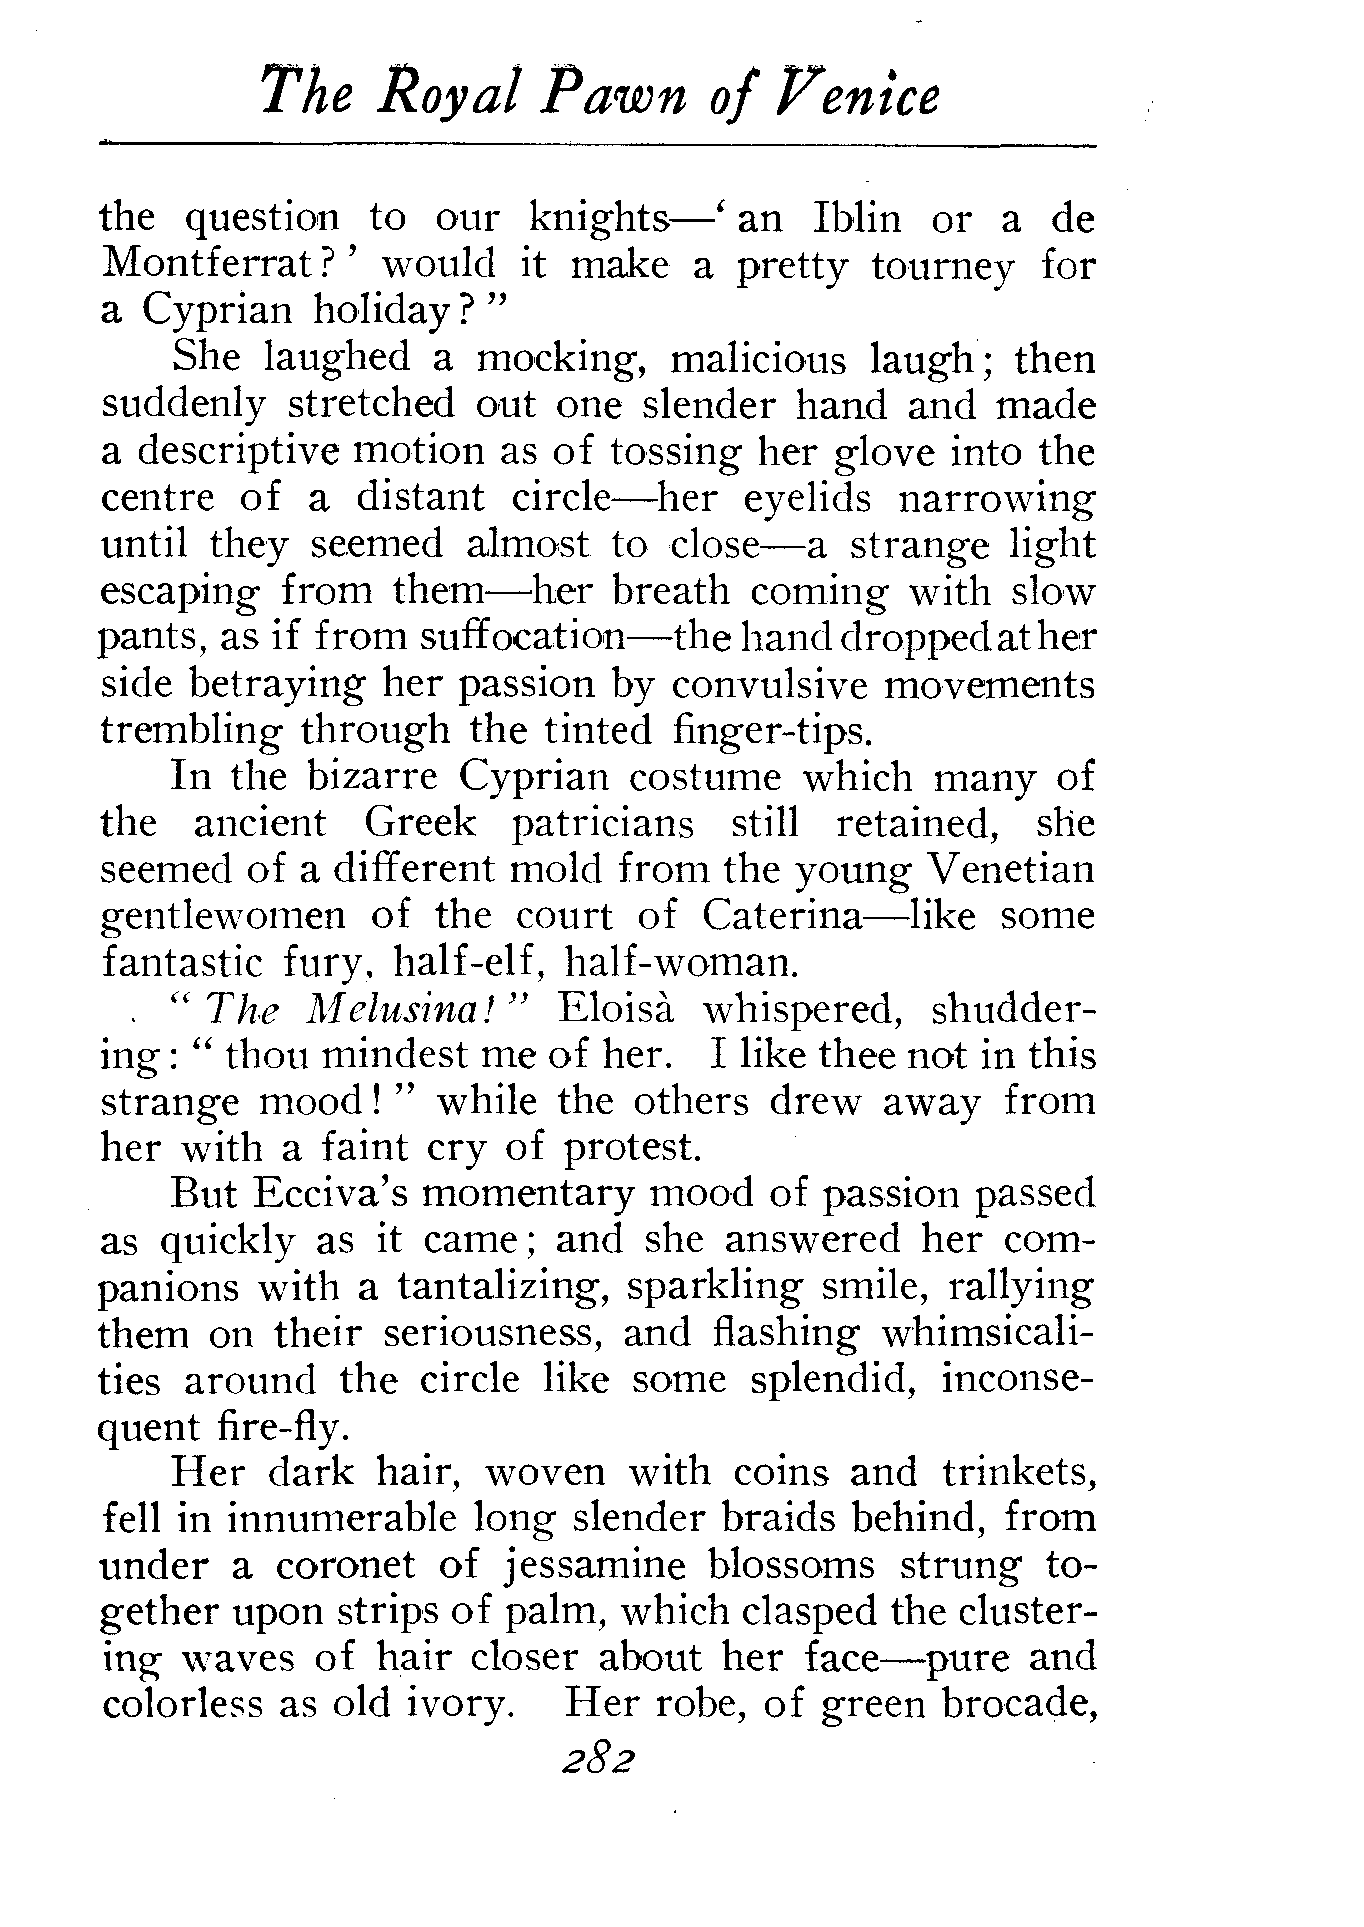 The Royal Pawn of Venice
the question to our knights—‘ an Iblin or a de
Montferrat? ’ would it make a pretty tourney for
a Cyprian holiday? ”
She laughed a mocking, malicious laugh; then
suddenly stretched out one slender hand and made
a descriptive motion as of tossing her glove into the
centre of a distant circle—her eyelids narrowing
until they seemed almost to close—a strange light
escaping from them—her breath coming with slow
pants, as if from suffocation—the hand dropped at her
side betraying her passion by convulsive movements
trembling through the tinted finger-tips.
In the bizarre Cyprian costume which many of
the ancient Greek patricians still retained, she
seemed of a different mold from the young Venetian
gentlewomen of the court of Caterina—like some
fantastic fury, half-elf, half-woman.
“ The Melusina! ” Eloisà whispered, shudder-
ing: “ thou mindest me of her. I like thee not in this
strange mood! ” while the others drew away from
her with a faint cry of protest.
But Ecciva’s momentary mood of passion passed
as quickly as it came; and she answered her com-
panions with a tantalizing, sparkling smile, rallying
them on their seriousness, and flashing whimsicali-
ties around the circle like some splendid, inconse-
quent fire-fly.
Her dark hair, woven with coins and trinkets,
fell in innumerable long slender braids behind, from
under a coronet of jessamine blossoms strung to-
gether upon strips of palm, which clasped the cluster-
ing waves of hair closer about her face—pure and
colorless as old ivory. Her robe, of green brocade,
282